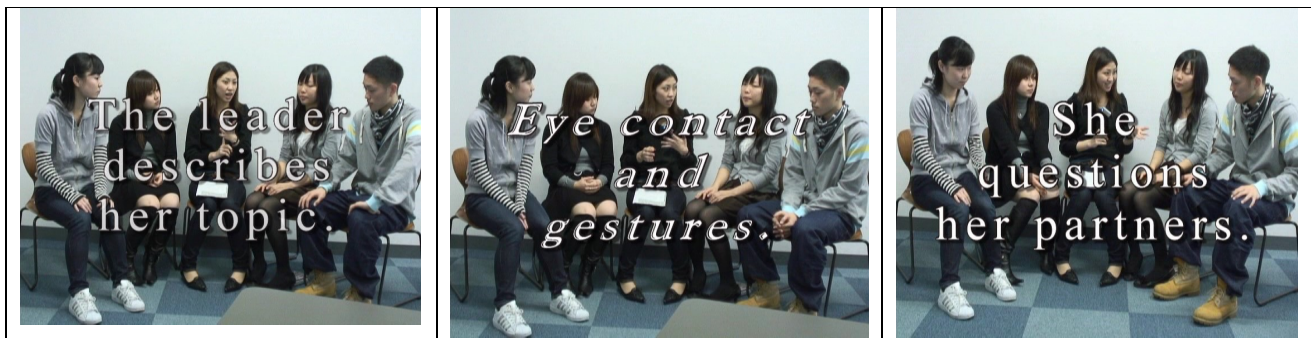 The leader
describes
her topic.
Eye contact
and
gestures.
She
questions
her partners.